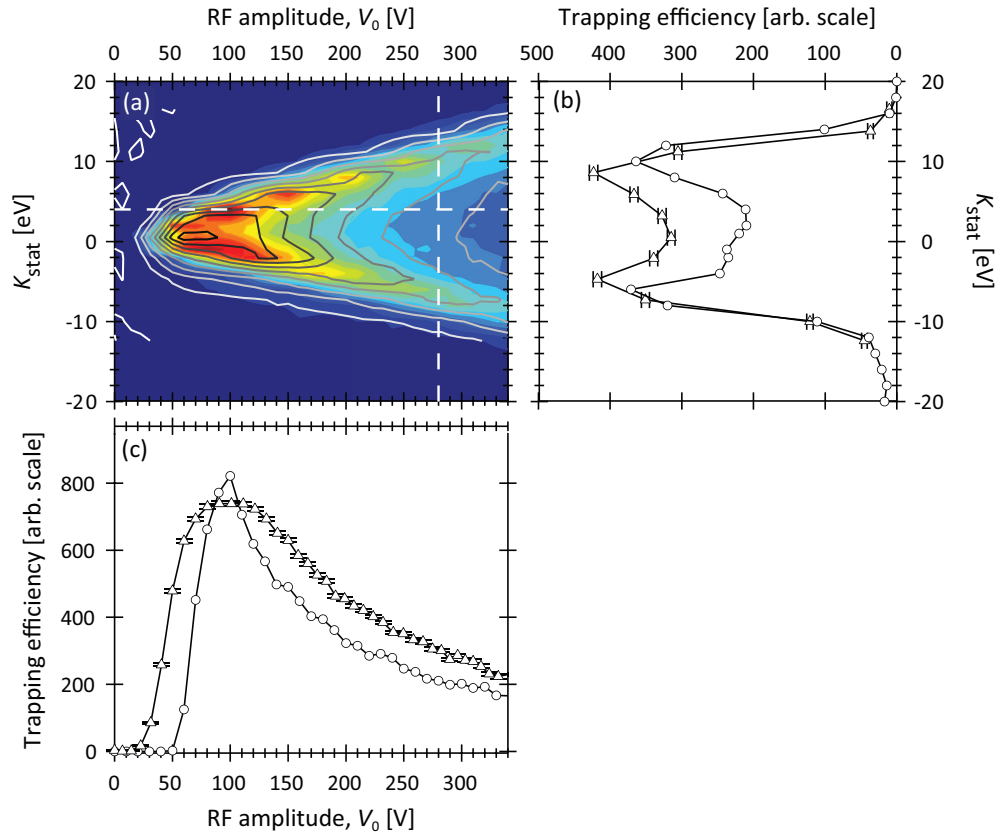 RF amplitude, V0 [V]
Trapping efficiency [arb. scale]
0 50 100 150 200 250 300
500 400 300 200 100 0
(a)
(b)
20 10 0 -10 -20
Kstat [eV]
20 10 0 -10 -20
Kstat [eV]
(c)
800 600 400 200 0
Trapping efficiency [arb. scale]
0 50 100 150 200 250 300
RF amplitude, V0 [V]